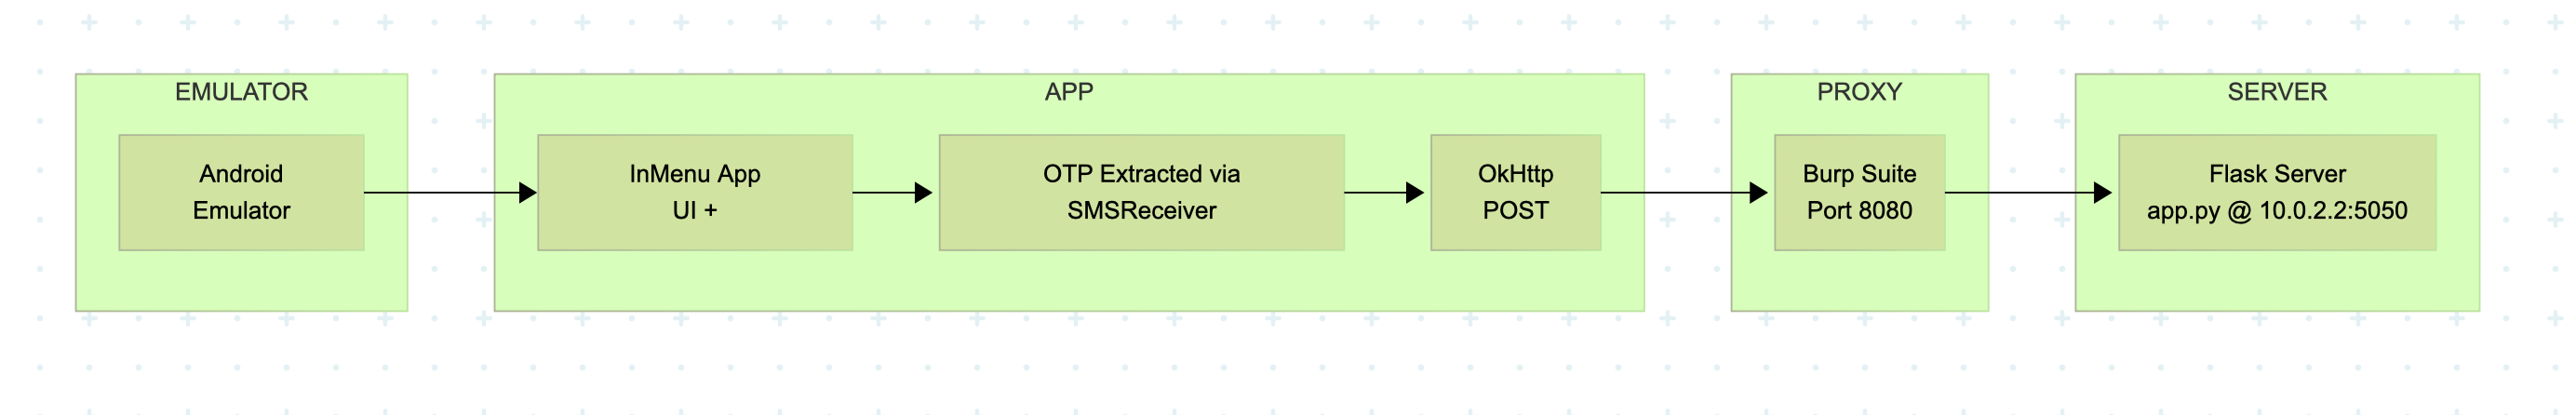 EMULATOR
Android
Emulator
APP
InMenu App
UI +
OTP Extracted via
SMSReceiver
OkHttp
POST
PROXY
Burp Suite
Port 8080
SERVER
Flask Server
app.py @ 10.0.2.2:5050